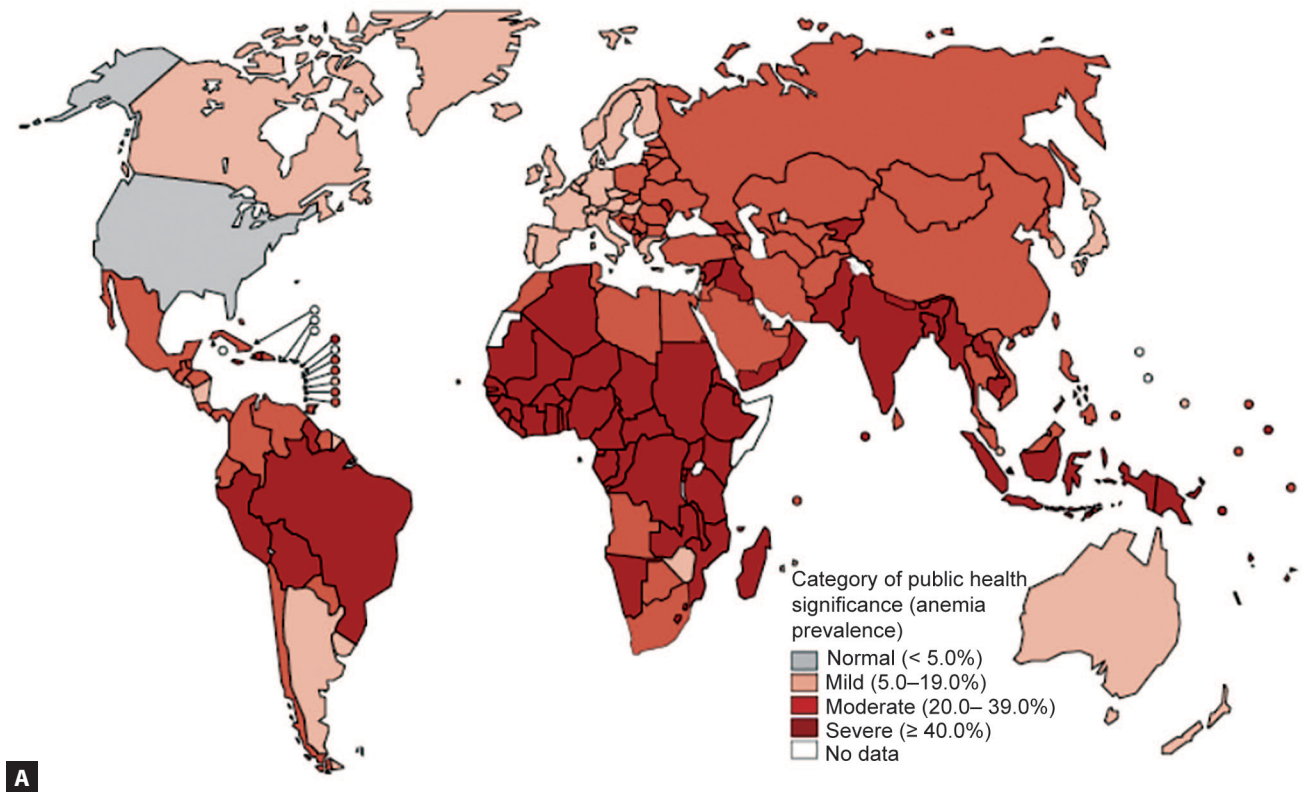 Category of public health
significance (anemia
prevalence)
Normal (< 5.0%)
Mild (5.0–19.0%)
Moderate (20.0– 39.0%)
Severe (≥ 40.0%)
No data
A